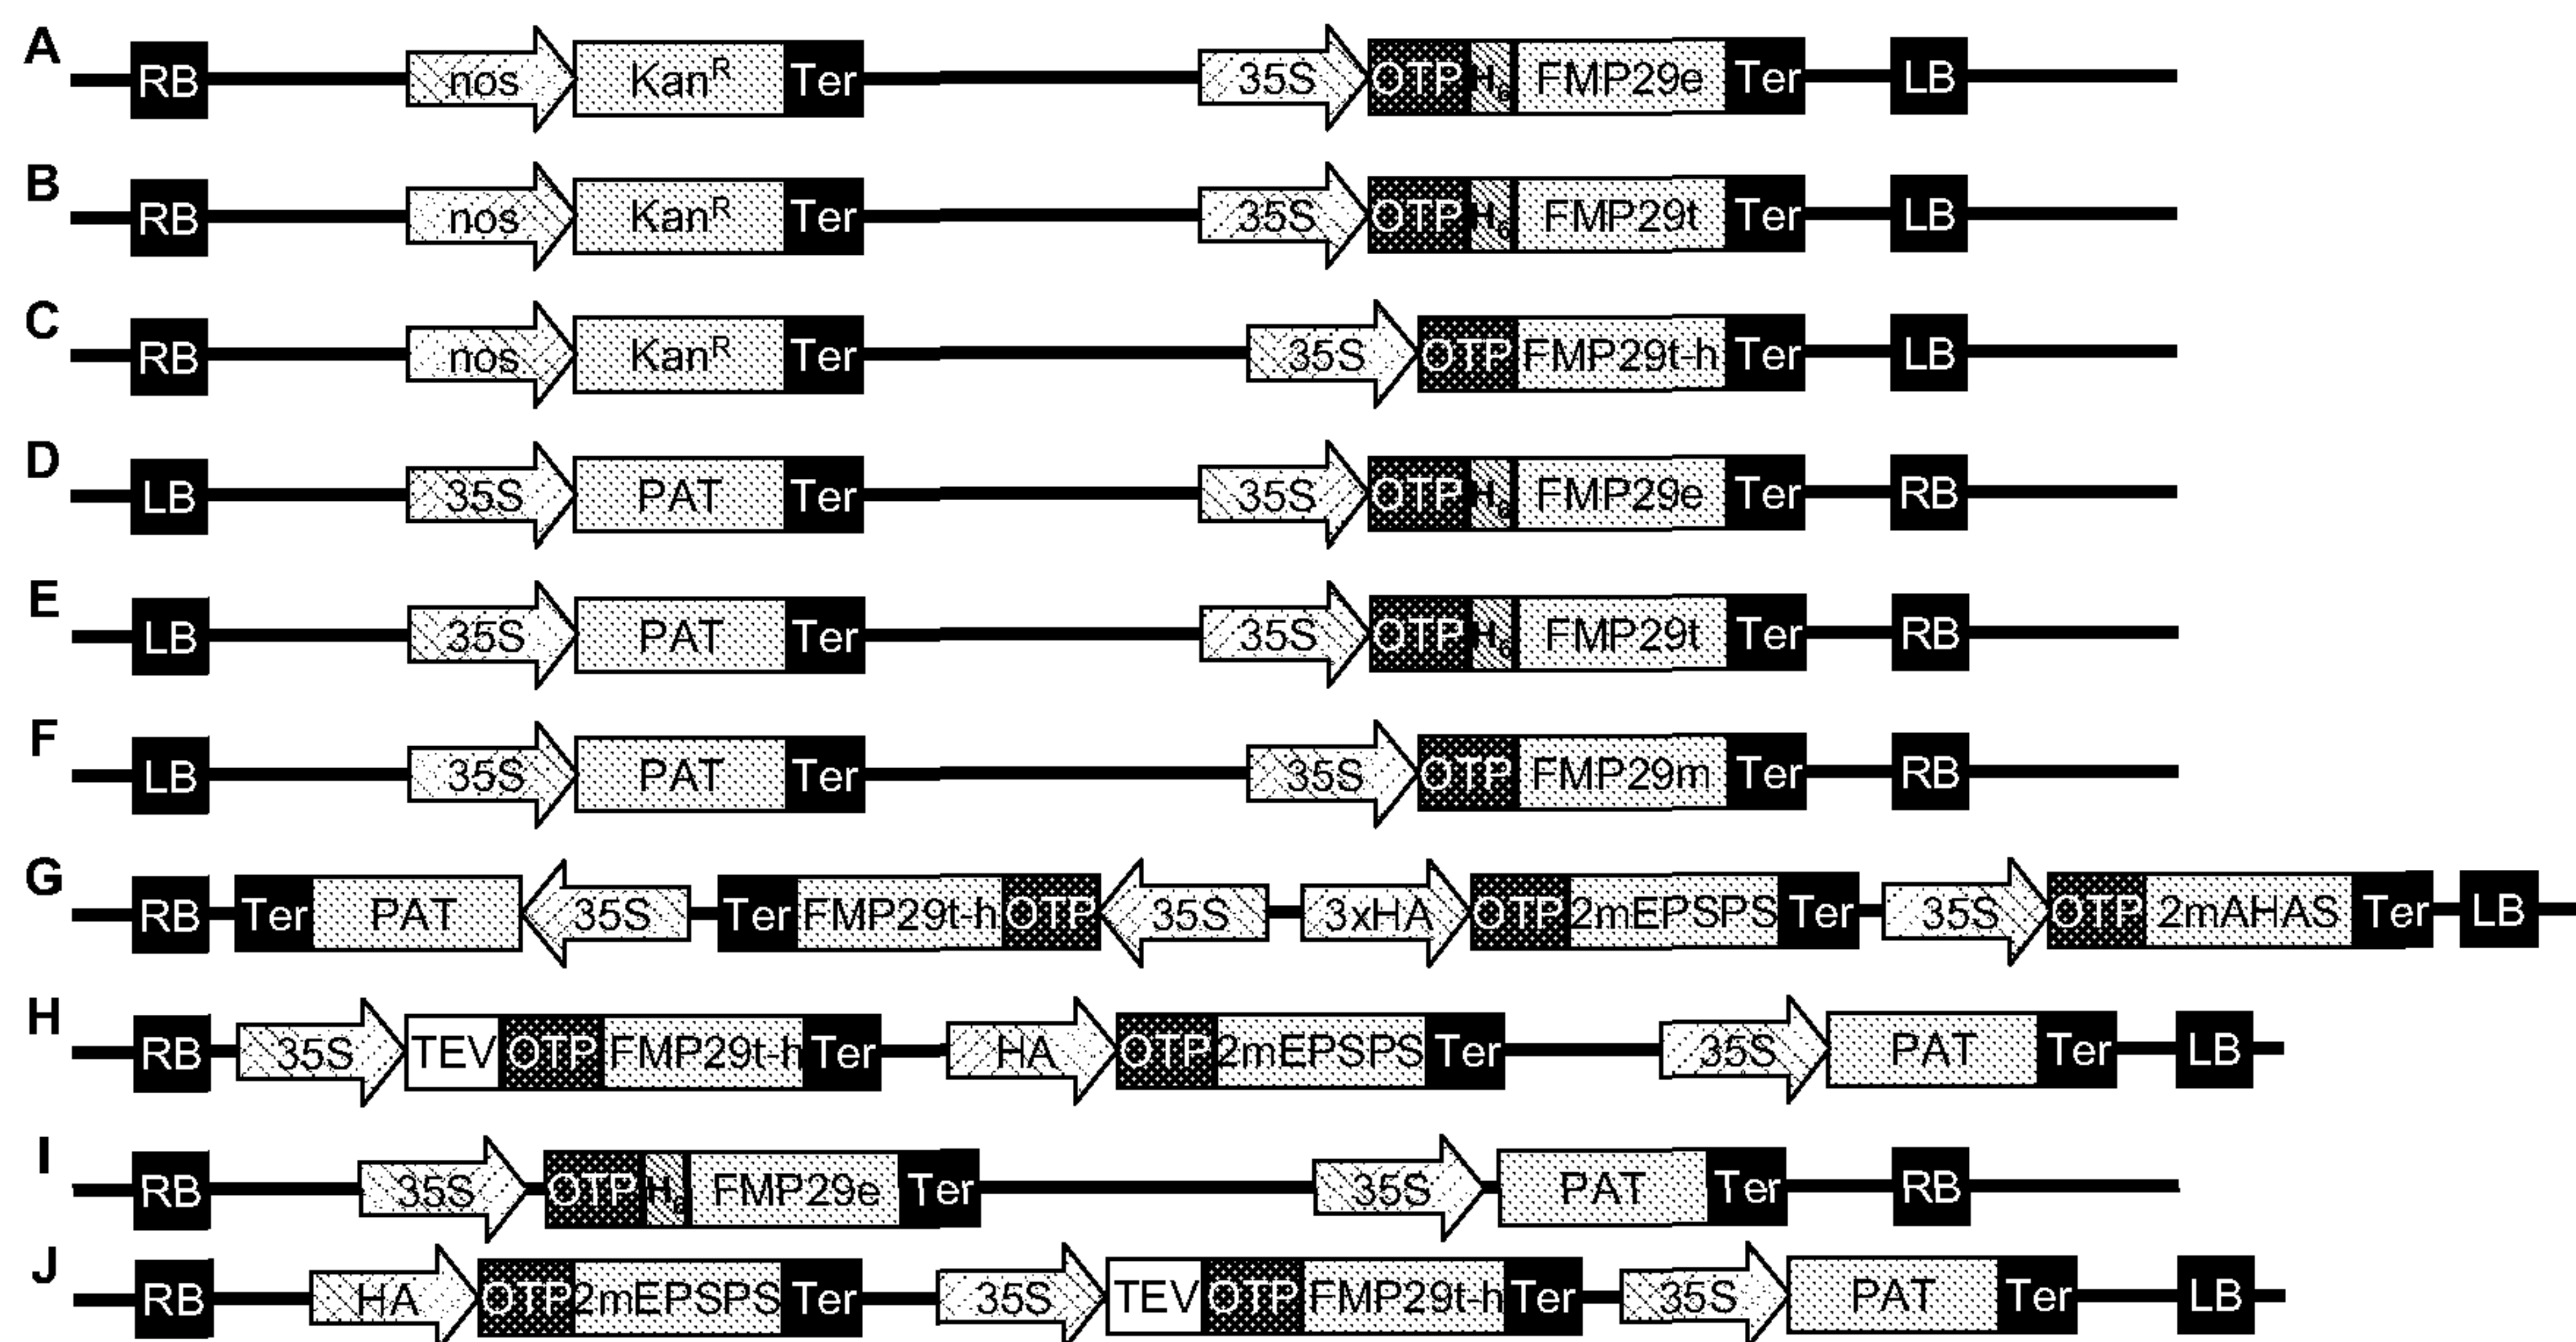 A RB nos Kan^R Ter 35S OTP H6 FMP29e Ter LB
B RB nos Kan^R Ter 35S OTP H6 FMP29t Ter LB
C RB nos Kan^R Ter 35S OTP FMP29t-h Ter LB
D LB 35S PAT Ter 35S OTP H6 FMP29e Ter RB
E LB 35S PAT Ter 35S OTP H6 FMP29t Ter RB
F LB 35S PAT Ter 35S OTP FMP29m Ter RB
G RB Ter PAT 35S Ter FMP29t-h OTP 35S 3xHA OTP 2mEPSPS Ter 35S OTP 2mAHAS Ter LB
H RB 35S TEV OTP FMP29t-h Ter HA OTP 2mEPSPS Ter 35S PAT Ter LB
I RB 35S OTP H6 FMP29e Ter 35S PAT Ter RB
J RB HA OTP 2mEPSPS Ter 35S TEV OTP FMP29t-h Ter 35S PAT Ter LB